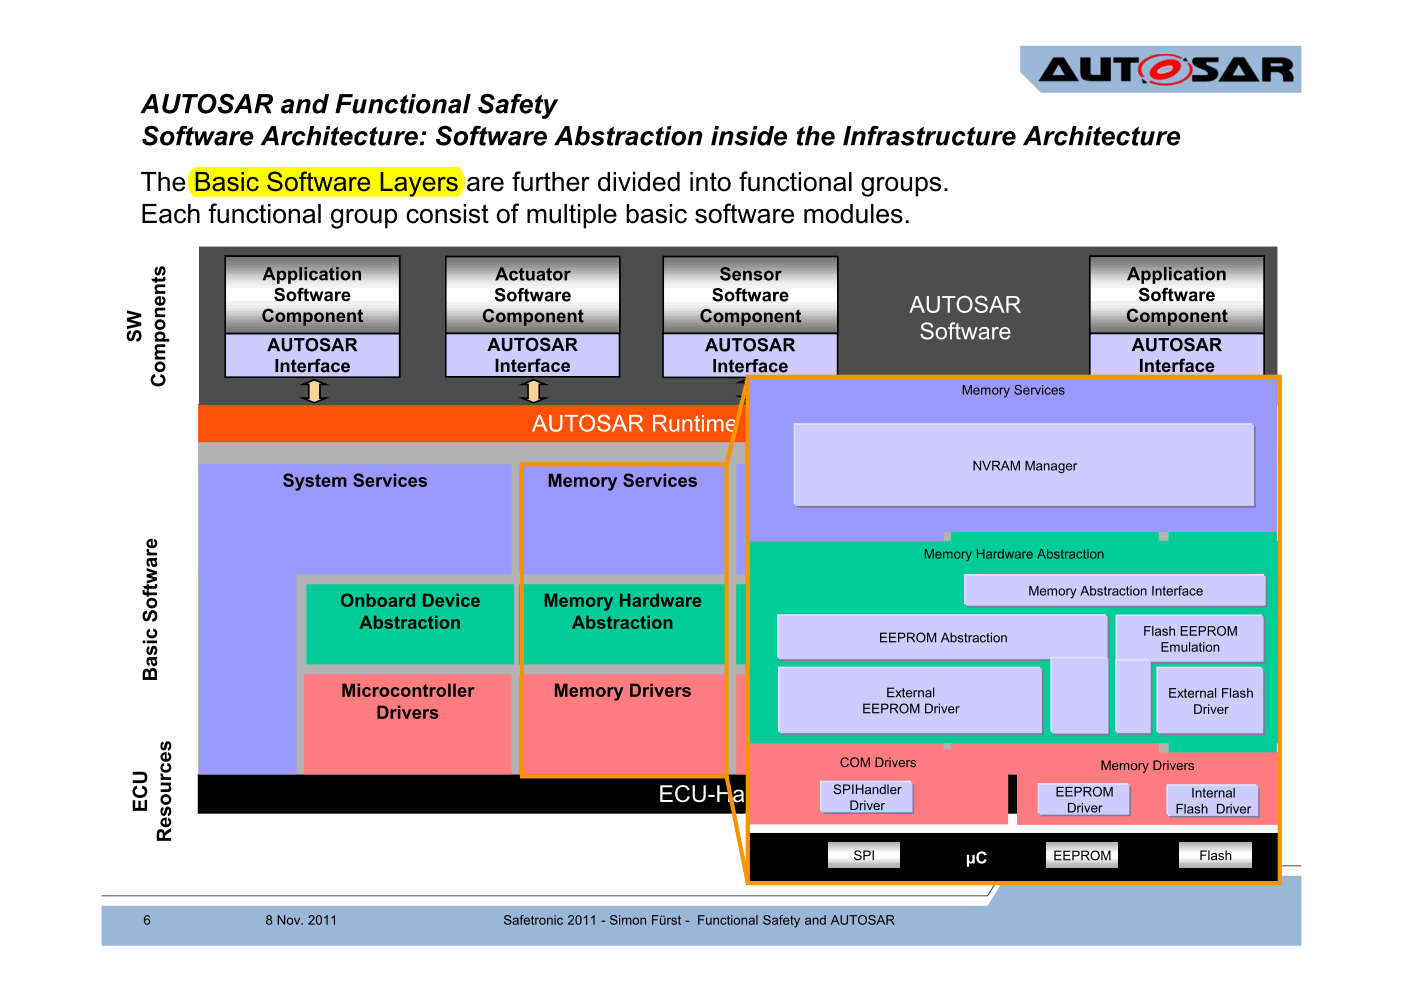 AUTOSAR
AUTOSAR and Functional Safety
Software Architecture: Software Abstraction inside the Infrastructure Architecture
The Basic Software Layers are further divided into functional groups.
Each functional group consist of multiple basic software modules.
SW
Components
Application
Software
Component
AUTOSAR
Interface
Actuator
Software
Component
AUTOSAR
Interface
Sensor
Software
Component
AUTOSAR
Interface
AUTOSAR
Software
Application
Software
Component
AUTOSAR
Interface
AUTOSAR Runtime
Basic Software
System Services
Memory Services
Onboard Device
Abstraction
Memory Hardware
Abstraction
Microcontroller
Drivers
Memory Drivers
ECU
Resources
ECU-Ha
Memory Services
NVRAM Manager
Memory Hardware Abstraction
Memory Abstraction Interface
EEPROM Abstraction
Flash EEPROM
Emulation
External
EEPROM Driver
External Flash
Driver
COM Drivers
Memory Drivers
SPIHandler
Driver
EEPROM
Driver
Internal
Flash Driver
SPI
µC
EEPROM
Flash
6
8 Nov. 2011
Safetronic 2011 - Simon Fürst - Functional Safety and AUTOSAR